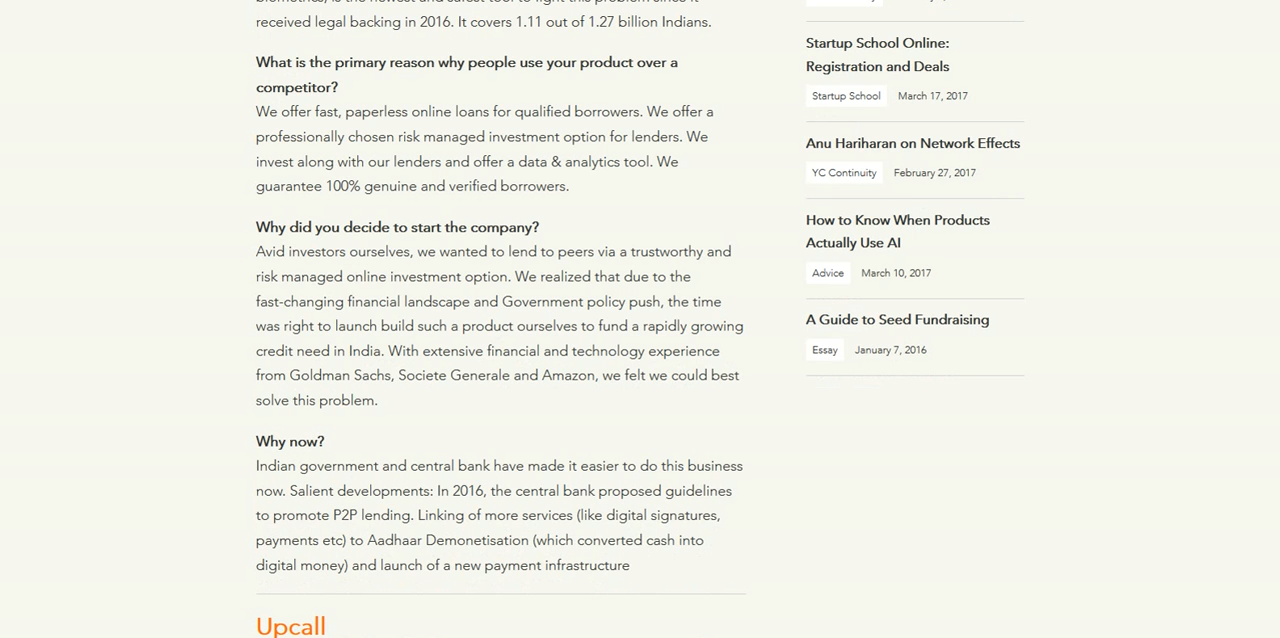 received legal backing in 2016. It covers 1.11 out of 1.27 billion Indians.
What is the primary reason why people use your product over a
competitor?
We offer fast, paperless online loans for qualified borrowers. We offer a
professionally chosen risk managed investment option for lenders. We
invest along with our lenders and offer a data & analytics tool. We
guarantee 100% genuine and verified borrowers.
Why did you decide to start the company?
Avid investors ourselves, we wanted to lend to peers via a trustworthy and
risk managed online investment option. We realized that due to the
fast-changing financial landscape and Government policy push, the time
was right to launch build such a product ourselves to fund a rapidly growing
credit need in India. With extensive financial and technology experience
from Goldman Sachs, Societe Generale and Amazon, we felt we could best
solve this problem.
Why now?
Indian government and central bank have made it easier to do this business
now. Salient developments: In 2016, the central bank proposed guidelines
to promote P2P lending. Linking of more services (like digital signatures,
payments etc) to Aadhaar Demonetisation (which converted cash into
digital money) and launch of a new payment infrastructure
Upcall
Startup School Online:
Registration and Deals
Startup School March 17, 2017
Anu Hariharan on Network Effects
YC Continuity February 27, 2017
How to Know When Products
Actually Use AI
Advice March 10, 2017
A Guide to Seed Fundraising
Essay January 7, 2016